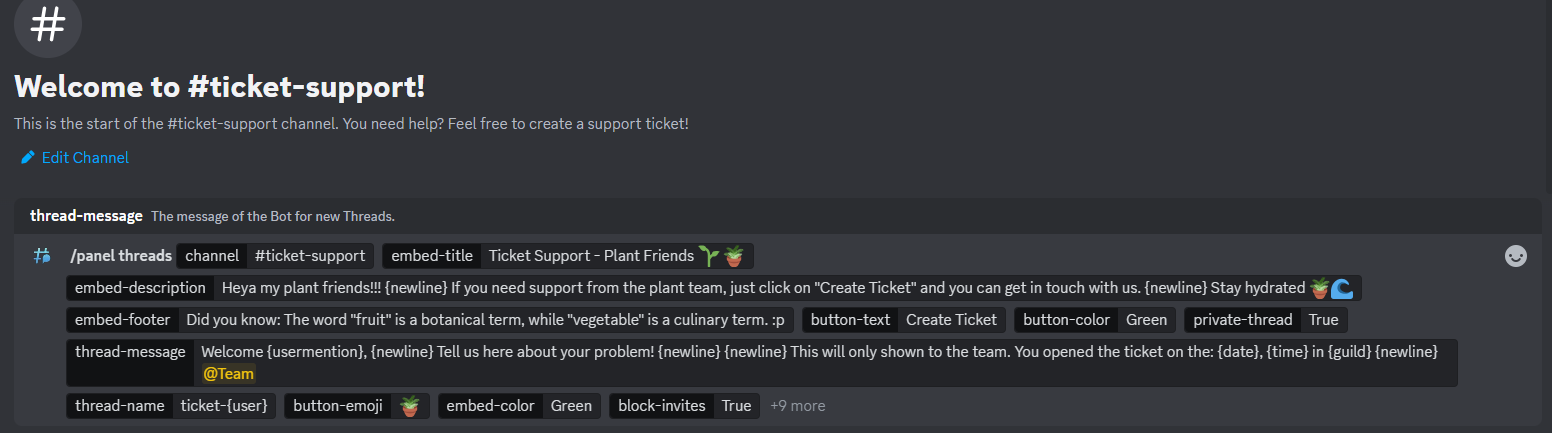 Welcome to #ticket-support!
This is the start of the #ticket-support channel. You need help? Feel free to create a support ticket!
Edit Channel
thread-message The message of the Bot for new Threads.
/panel threads channel #ticket-support embed-title Ticket Support - Plant Friends 🌱 🪴
embed-description Heya my plant friends!!! {newline} If you need support from the plant team, just click on "Create Ticket" and you can get in touch with us. {newline} Stay hydrated 🪴🌊
embed-footer Did you know: The word "fruit" is a botanical term, while "vegetable" is a culinary term. :p button-text Create Ticket button-color Green private-thread True
thread-message Welcome {usermention}, {newline} Tell us here about your problem! {newline} {newline} This will only shown to the team. You opened the ticket on the: {date}, {time} in {guild} {newline}
@Team
thread-name ticket-{user} button-emoji 🪴 embed-color Green block-invites True +9 more